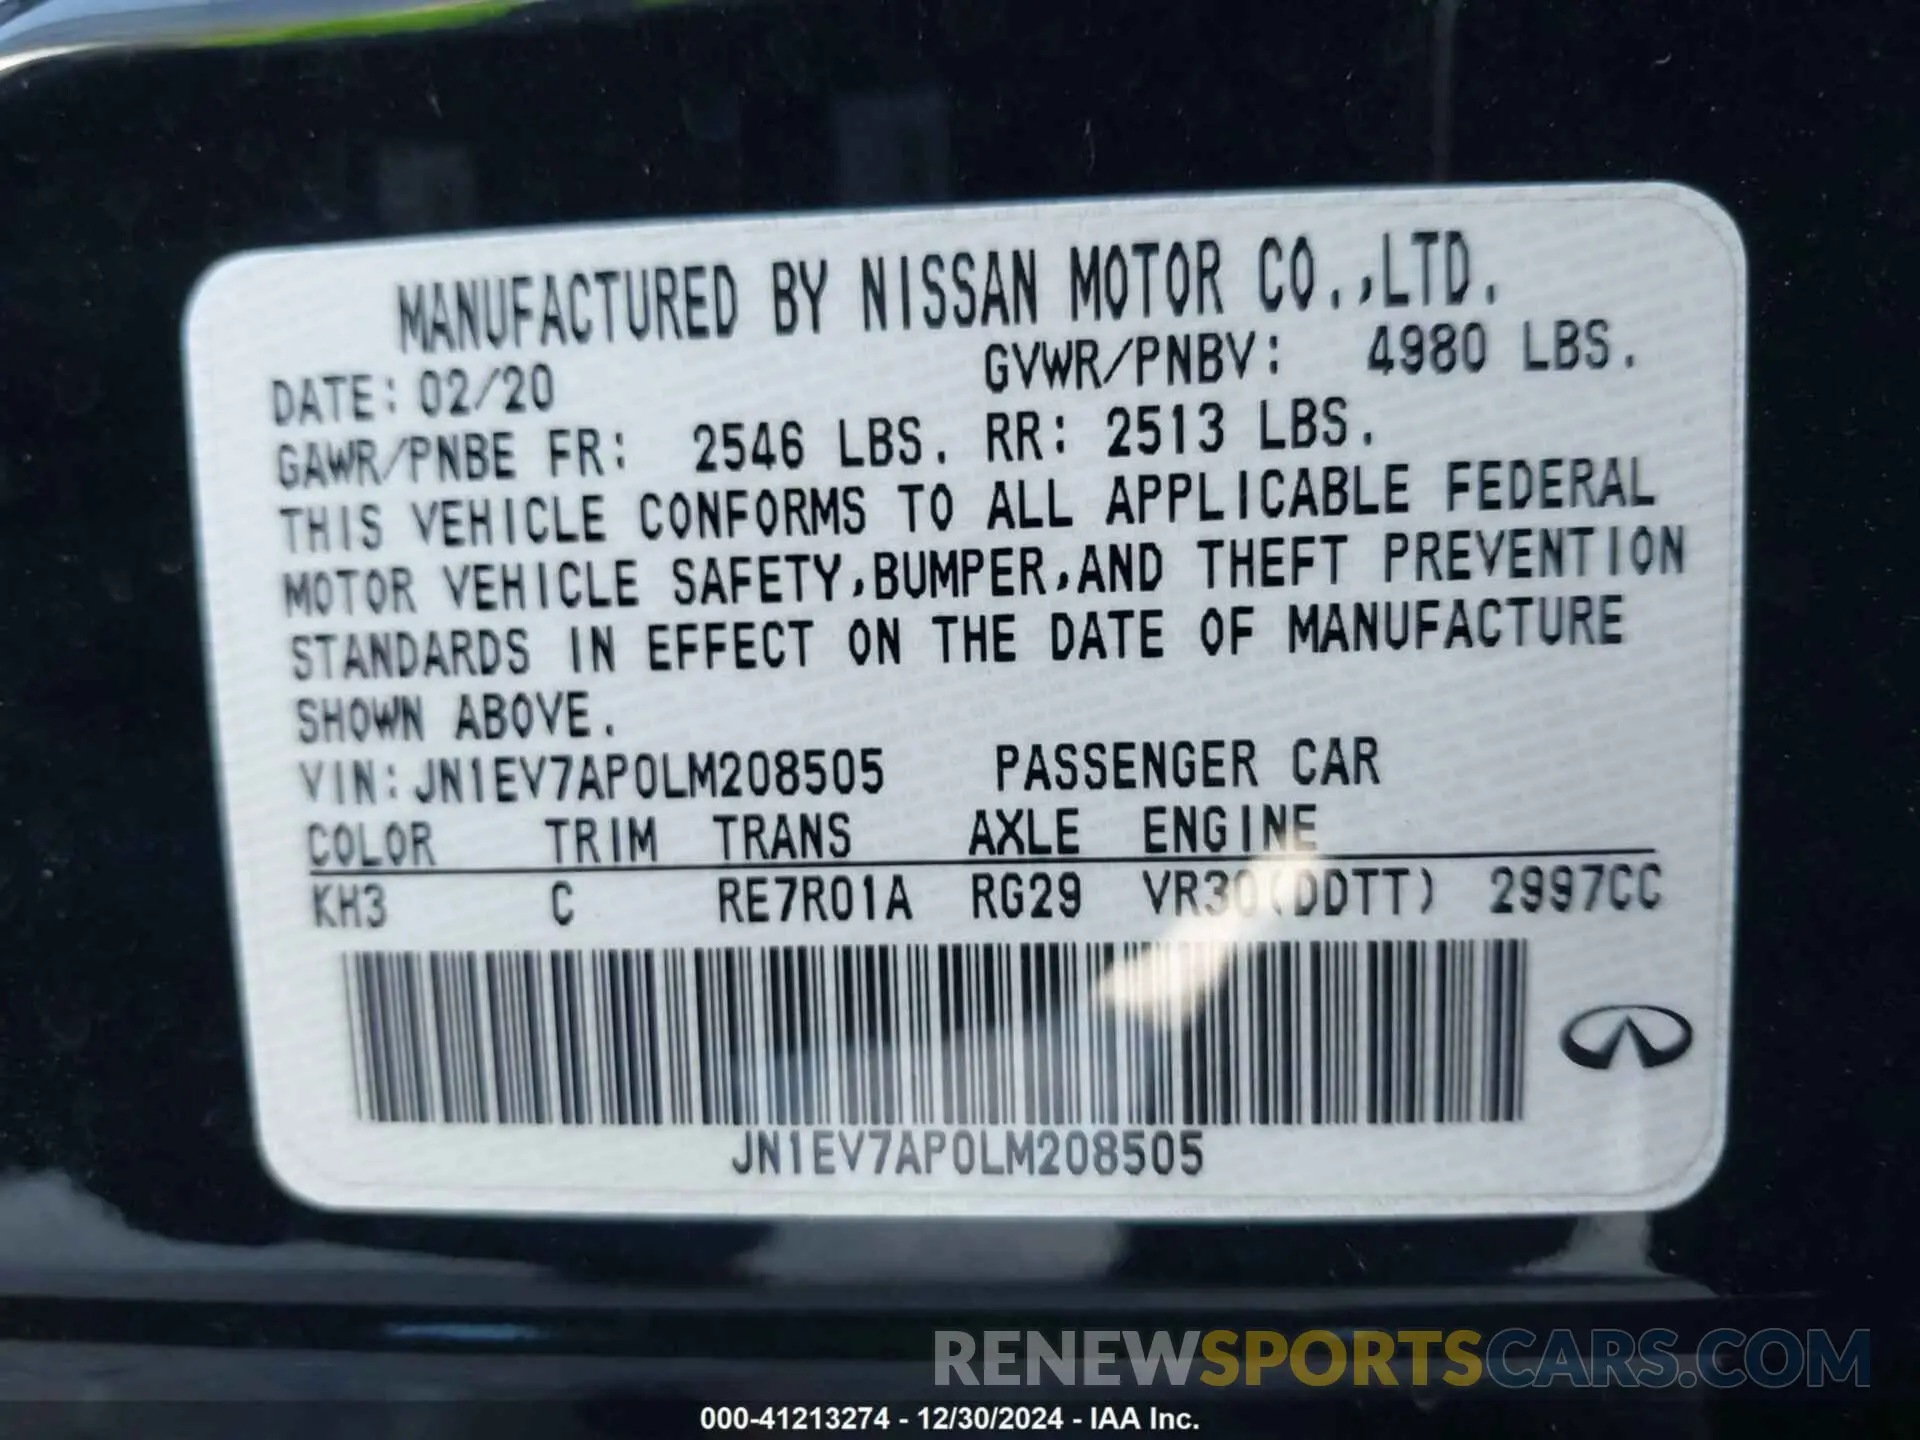 MANUFACTURED BY NISSAN MOTOR CO.,LTD.
DATE: 02/20 GVWR/PNBV: 4980 LBS.
GAWR/PNBE FR: 2546 LBS. RR: 2513 LBS.
THIS VEHICLE CONFORMS TO ALL APPLICABLE FEDERAL
MOTOR VEHICLE SAFETY,BUMPER,AND THEFT PREVENTION
STANDARDS IN EFFECT ON THE DATE OF MANUFACTURE
SHOWN ABOVE.
VIN:JN1EV7AP0LM208505 PASSENGER CAR
COLOR TRIM TRANS AXLE ENGINE
KH3 C RE7R01A RG29 VR30(DDTT) 2997CC
JN1EV7AP0LM208505
RENEWSPORTSCARS.COM
000-41213274 - 12/30/2024 - IAA Inc.